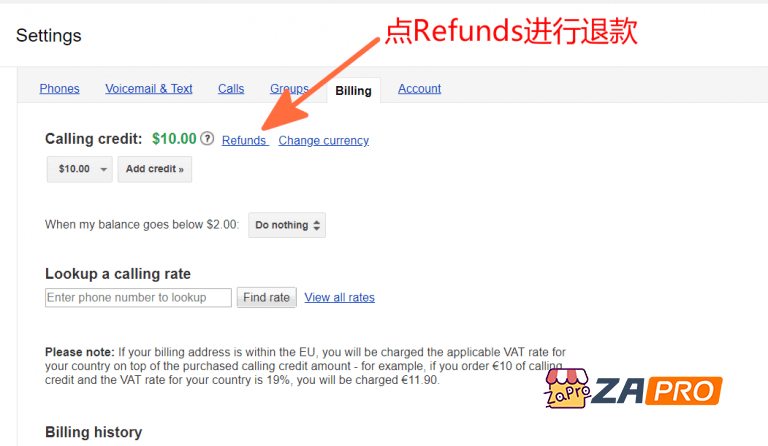 点Refunds进行退款
Settings
Phones Voicemail & Text Calls Groups Billing Account
Calling credit: $10.00 ? Refunds Change currency
$10.00 Add credit »
When my balance goes below $2.00: Do nothing
Lookup a calling rate
Enter phone number to lookup Find rate View all rates
Please note: If your billing address is within the EU, you will be charged the applicable VAT rate for
your country on top of the purchased calling credit amount - for example, if you order €10 of calling
credit and the VAT rate for your country is 19%, you will be charged €11.90.
ZaPro ZAPRO
Billing history